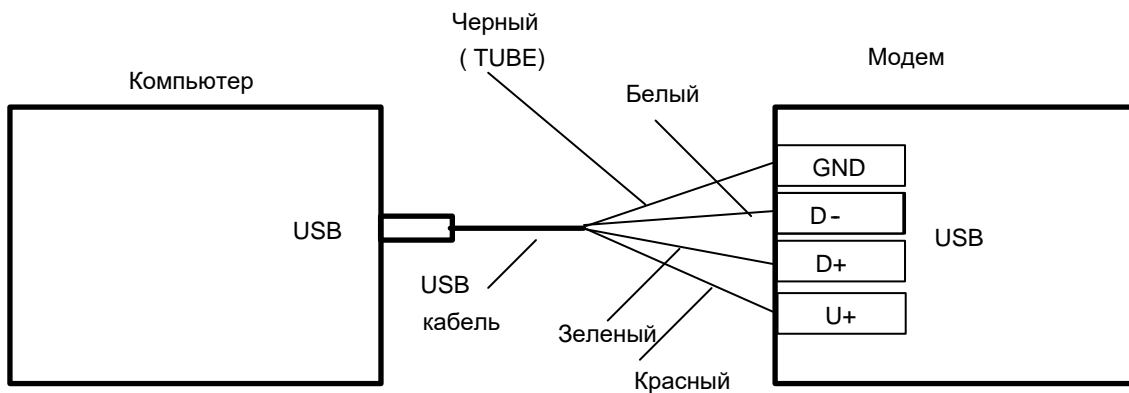 Черный
( TUBE)
Компьютер
Модем
Белый
GND
D-
USB
USB
D+
USB
кабель
U+
Зеленый
Красный